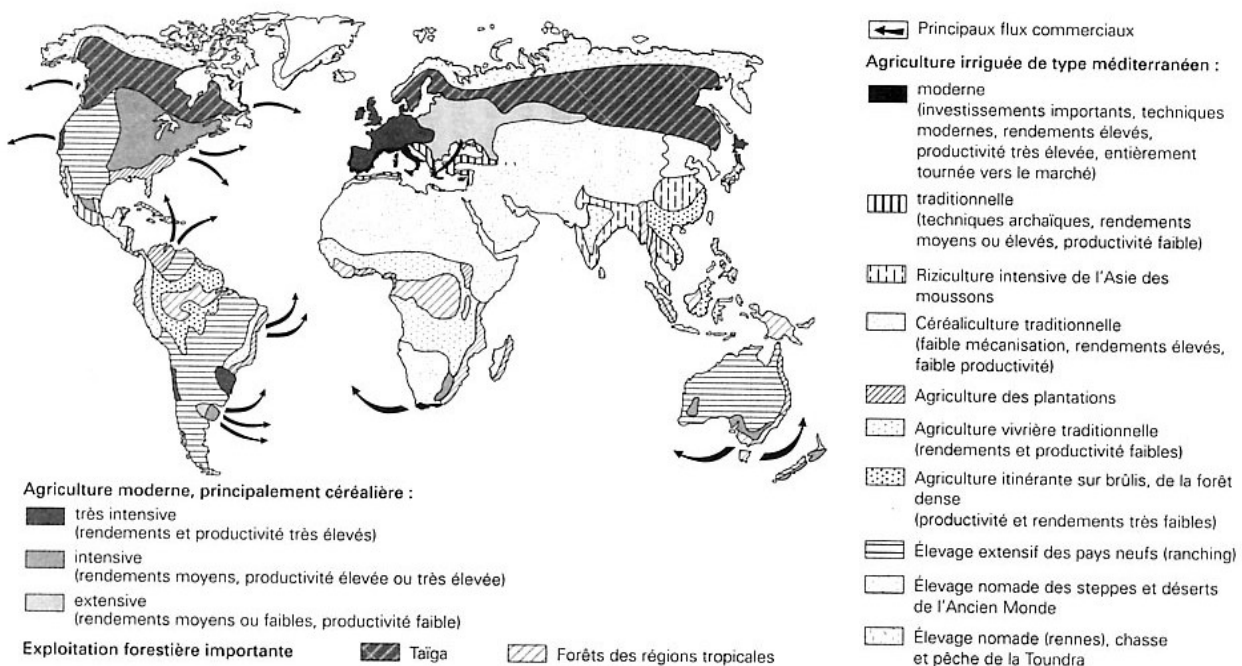 Principaux flux commerciaux
Agriculture irriguée de type méditerranéen :
moderne
(investissements importants, techniques
modernes, rendements élevés,
productivité très élevée, entièrement
tournée vers le marché)
traditionnelle
(techniques archaïques, rendements
moyens ou élevés, productivité faible)
Riziculture intensive de l'Asie des
moussons
Céréaliculture traditionnelle
(faible mécanisation, rendements élevés,
faible productivité)
Agriculture des plantations
Agriculture vivrière traditionnelle
(rendements et productivité faibles)
Agriculture itinérante sur brûlis, de la forêt
dense
(productivité et rendements très faibles)
Élevage extensif des pays neufs (ranching)
Élevage nomade des steppes et déserts
de l'Ancien Monde
Élevage nomade (rennes), chasse
et pêche de la Toundra
Agriculture moderne, principalement céréalière :
très intensive
(rendements et productivité très élevés)
intensive
(rendements moyens, productivité élevée ou très élevée)
extensive
(rendements moyens ou faibles, productivité faible)
Exploitation forestière importante
Taïga
Forêts des régions tropicales